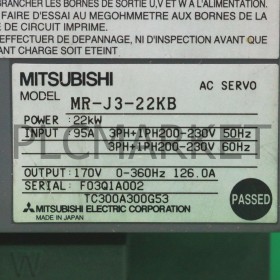 BRANCHER LES BORNES DE SORTIE U,V ET W A L'ALIMENTATION.
FAIRE D'ESSAI AU MEGOHMMETRE AUX BORNES DE LA
DE CIRCUIT IMPRIME.
EFFECTUER DE DEPANNAGE, NI D'INSPECTION AVANT
CHARGE SOIT ETEINT
MITSUBISHI
AC SERVO
MODEL MR-J3-22KB
POWER : 22kW
INPUT : 95A 3PH+1PH200-230V 50Hz
3PH+1PH200-230V 60Hz
OUTPUT : 170V 0-360Hz 126.0A
SERIAL : F03Q1A002
TC300A300G53
PASSED
MITSUBISHI ELECTRIC CORPORATION
MADE IN JAPAN
PLCMARKET